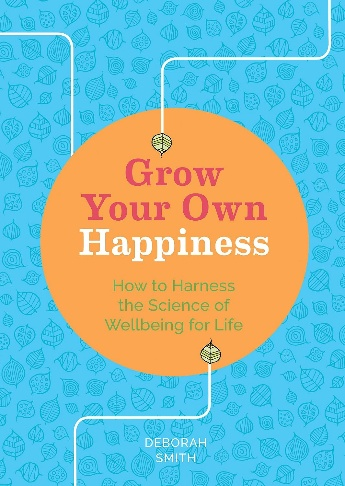 Grow
Your Own
Happiness
How to Harness
the Science of
Wellbeing for Life
DEBORAH
SMITH